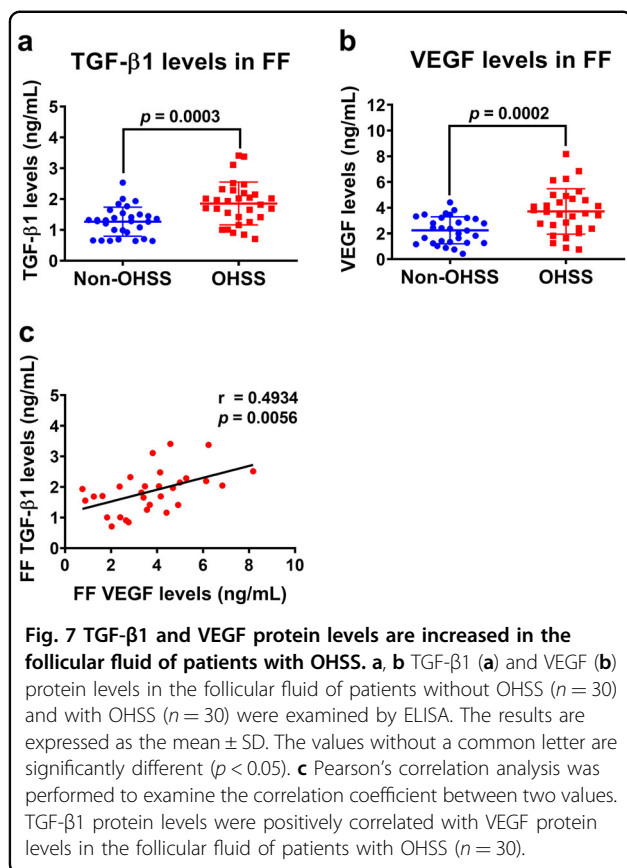 a
TGF-β1 levels in FF
TGF-β1 levels (ng/mL)
5
4
3
2
1
0
p = 0.0003
Non-OHSS
OHSS
b
VEGF levels in FF
VEGF levels (ng/mL)
12
10
8
6
4
2
0
p = 0.0002
Non-OHSS
OHSS
c
FF TGF-β1 levels (ng/mL)
5
4
3
2
1
0
r = 0.4934
p = 0.0056
0 2 4 6 8 10
FF VEGF levels (ng/mL)
Fig. 7 TGF-β1 and VEGF protein levels are increased in the
follicular fluid of patients with OHSS. a, b TGF-β1 (a) and VEGF (b)
protein levels in the follicular fluid of patients without OHSS (n = 30)
and with OHSS (n = 30) were examined by ELISA. The results are
expressed as the mean ± SD. The values without a common letter are
significantly different (p < 0.05). c Pearson's correlation analysis was
performed to examine the correlation coefficient between two values.
TGF-β1 protein levels were positively correlated with VEGF protein
levels in the follicular fluid of patients with OHSS (n = 30).